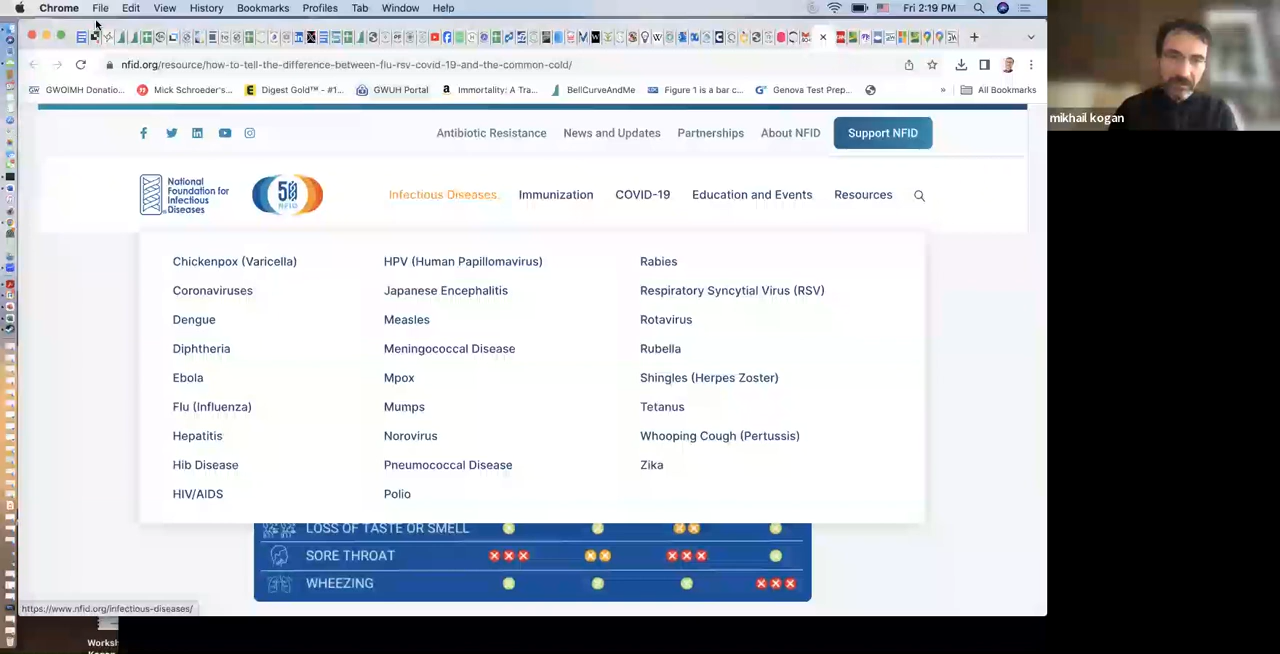 Chrome File Edit View History Bookmarks Profiles Tab Window Help Fri 2:19 PM
nfid.org/resource/how-to-tell-the-difference-between-flu-rsv-covid-19-and-the-common-cold/
GWOIMH Donatio... Mick Schroeder's... Digest Gold™ - #1... GWUH Portal Immortality: A Tra... BellCurveAndMe Figure 1 is a bar c... Genova Test Prep... » All Bookmarks
mikhail kogan
Antibiotic Resistance News and Updates Partnerships About NFID Support NFID
National
Foundation for
Infectious
Diseases
50
NFID
Infectious Diseases Immunization COVID-19 Education and Events Resources
Chickenpox (Varicella) HPV (Human Papillomavirus) Rabies
Coronaviruses Japanese Encephalitis Respiratory Syncytial Virus (RSV)
Dengue Measles Rotavirus
Diphtheria Meningococcal Disease Rubella
Ebola Mpox Shingles (Herpes Zoster)
Flu (Influenza) Mumps Tetanus
Hepatitis Norovirus Whooping Cough (Pertussis)
Hib Disease Pneumococcal Disease Zika
HIV/AIDS Polio
LOSS OF TASTE OR SMELL
SORE THROAT
WHEEZING
https://www.nfid.org/infectious-diseases/
Worksh